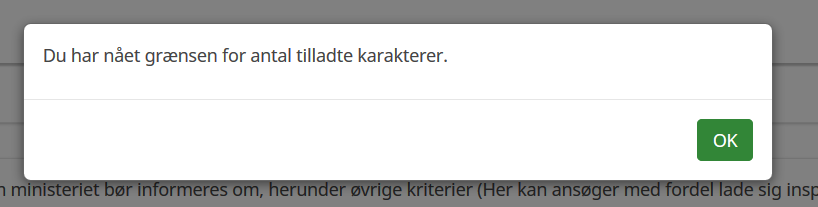 Du har nået grænsen for antal tilladte karakterer.
OK
ministeriet bør informeres om, herunder øvrige kriterier (Her kan ansøger med fordel lade sig